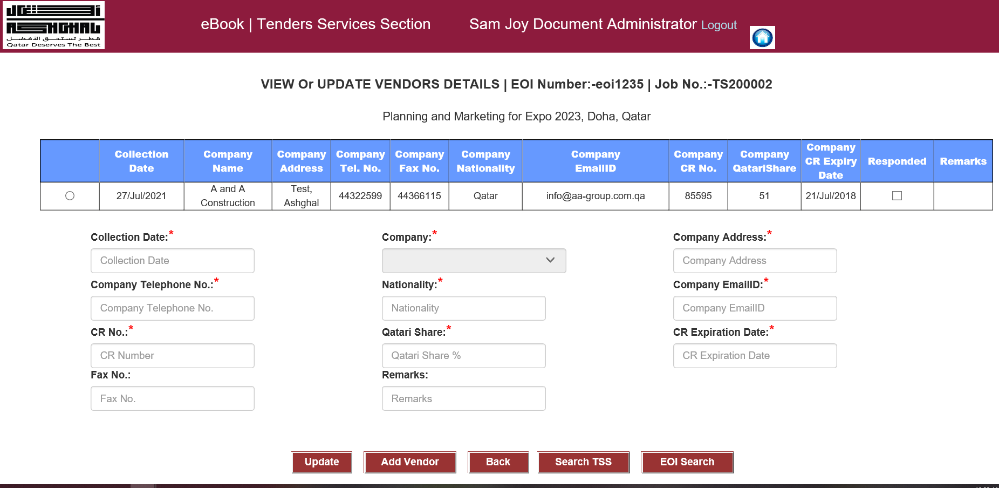 أشغال
ASHGHAL
قطر تستحق الأفضل
Qatar Deserves The Best
eBook | Tenders Services Section
Sam Joy Document Administrator Logout
VIEW Or UPDATE VENDORS DETAILS | EOI Number:-eoi1235 | Job No.:-TS200002
Planning and Marketing for Expo 2023, Doha, Qatar
Collection Date Company Name Company Address Company Tel. No. Company Fax No. Company Nationality Company EmailID Company CR No. Company QatariShare Company CR Expiry Date Responded Remarks
27/Jul/2021 A and A Construction Test, Ashghal 44322599 44366115 Qatar info@aa-group.com.qa 85595 51 21/Jul/2018
Collection Date:* Company:* Company Address:*
Collection Date Company Address
Company Telephone No.:* Nationality:* Company EmailID:*
Company Telephone No. Nationality Company EmailID
CR No.:* Qatari Share:* CR Expiration Date:*
CR Number Qatari Share % CR Expiration Date
Fax No.: Remarks:
Fax No. Remarks
Update Add Vendor Back Search TSS EOI Search